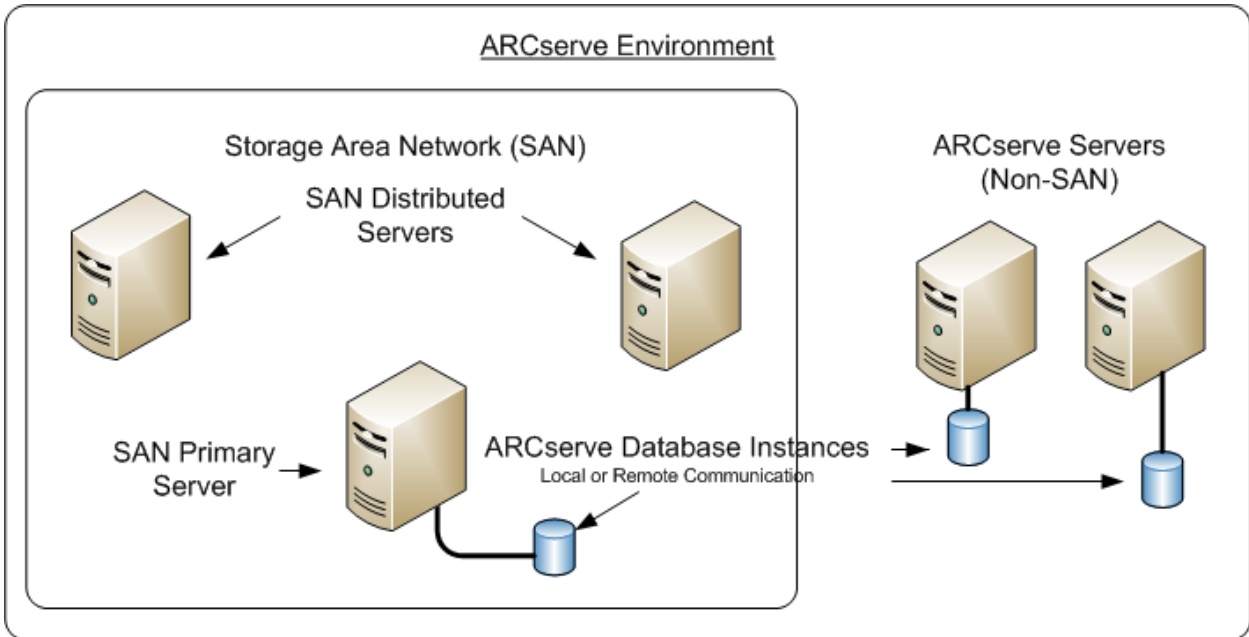 ARCserve Environment
Storage Area Network (SAN)
SAN Distributed
Servers
ARCserve Servers
(Non-SAN)
SAN Primary
Server
ARCserve Database Instances
Local or Remote Communication